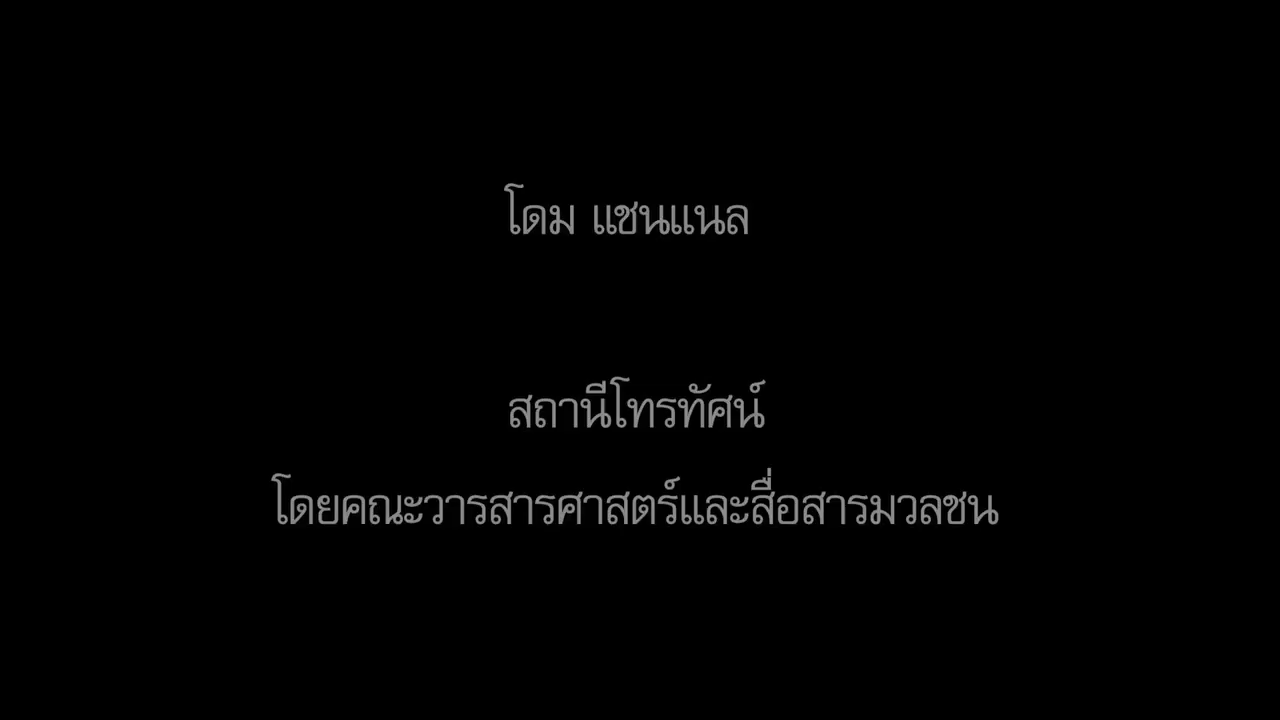 โดม แชนแนล
สถานีโทรทัศน์
โดยคณะวารสารศาสตร์และสื่อสารมวลชน